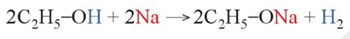 2C₂H₅–OH + 2Na → 2C₂H₅–ONa + H₂